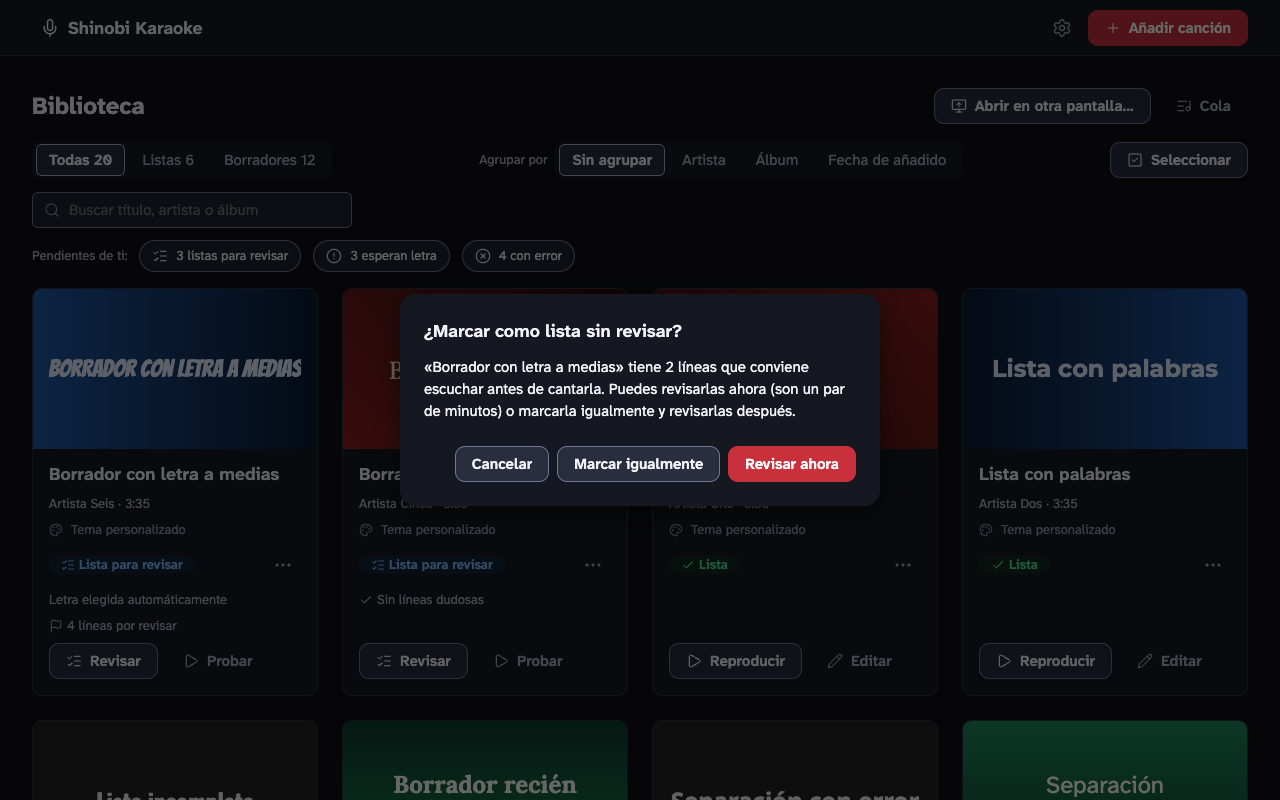 Shinobi Karaoke
Añadir canción
Biblioteca
Abrir en otra pantalla...
Cola
Todas 20
Listas 6
Borradores 12
Agrupar por
Sin agrupar
Artista
Álbum
Fecha de añadido
Seleccionar
Buscar título, artista o álbum
Pendientes de ti:
3 listas para revisar
3 esperan letra
4 con error
¿Marcar como lista sin revisar?
«Borrador con letra a medias» tiene 2 líneas que conviene
escuchar antes de cantarla. Puedes revisarlas ahora (son un par
de minutos) o marcarla igualmente y revisarlas después.
Cancelar
Marcar igualmente
Revisar ahora
BORRADOR CON LETRA A MEDIAS
Borrador con letra a medias
Artista Seis · 3:35
Tema personalizado
Lista para revisar
Letra elegida automáticamente
4 líneas por revisar
Revisar
Probar
Tema personalizado
Lista para revisar
Sin líneas dudosas
Revisar
Probar
Tema personalizado
Lista
Reproducir
Editar
Lista con palabras
Lista con palabras
Artista Dos · 3:35
Tema personalizado
Lista
Reproducir
Editar
Lista incompleta
Borrador recién
Separación con error
Separación